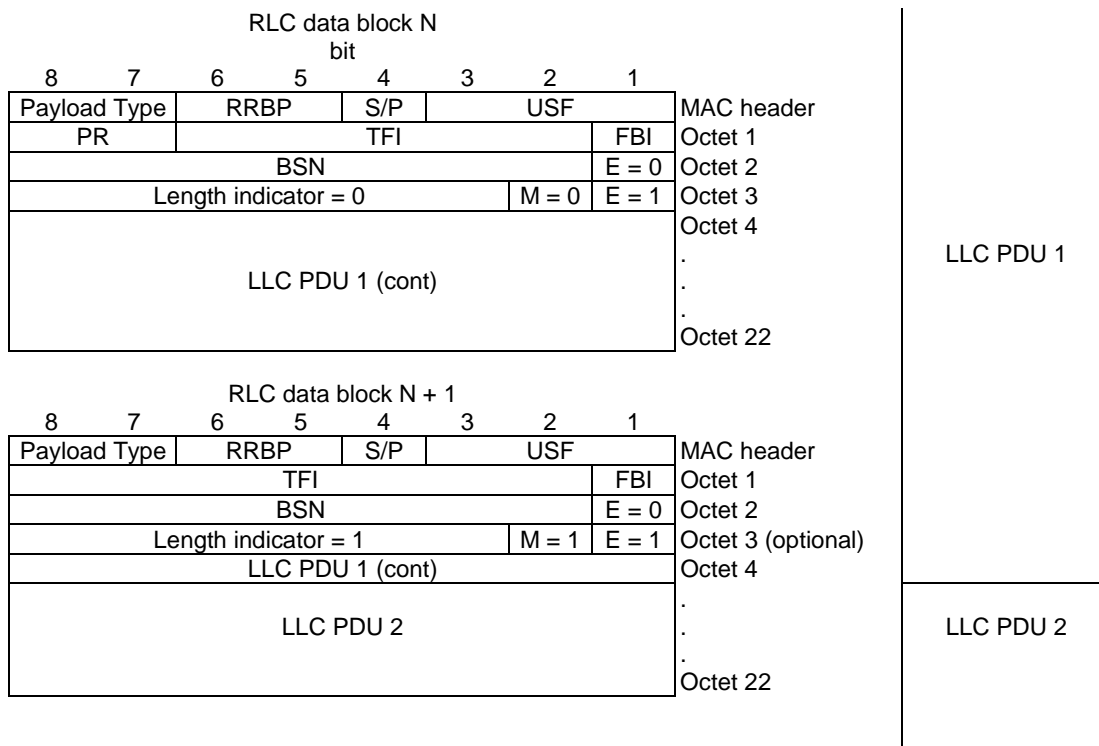 RLC data block N
bit
8 7 6 5 4 3 2 1
Payload Type RRBP S/P USF MAC header
PR TFI FBI Octet 1
BSN E = 0 Octet 2
Length indicator = 0 M = 0 E = 1 Octet 3
Octet 4
.
LLC PDU 1 (cont) .
.
Octet 22
LLC PDU 1
RLC data block N + 1
8 7 6 5 4 3 2 1
Payload Type RRBP S/P USF MAC header
TFI FBI Octet 1
BSN E = 0 Octet 2
Length indicator = 1 M = 1 E = 1 Octet 3 (optional)
LLC PDU 1 (cont) Octet 4
.
LLC PDU 2 .
.
Octet 22
LLC PDU 2